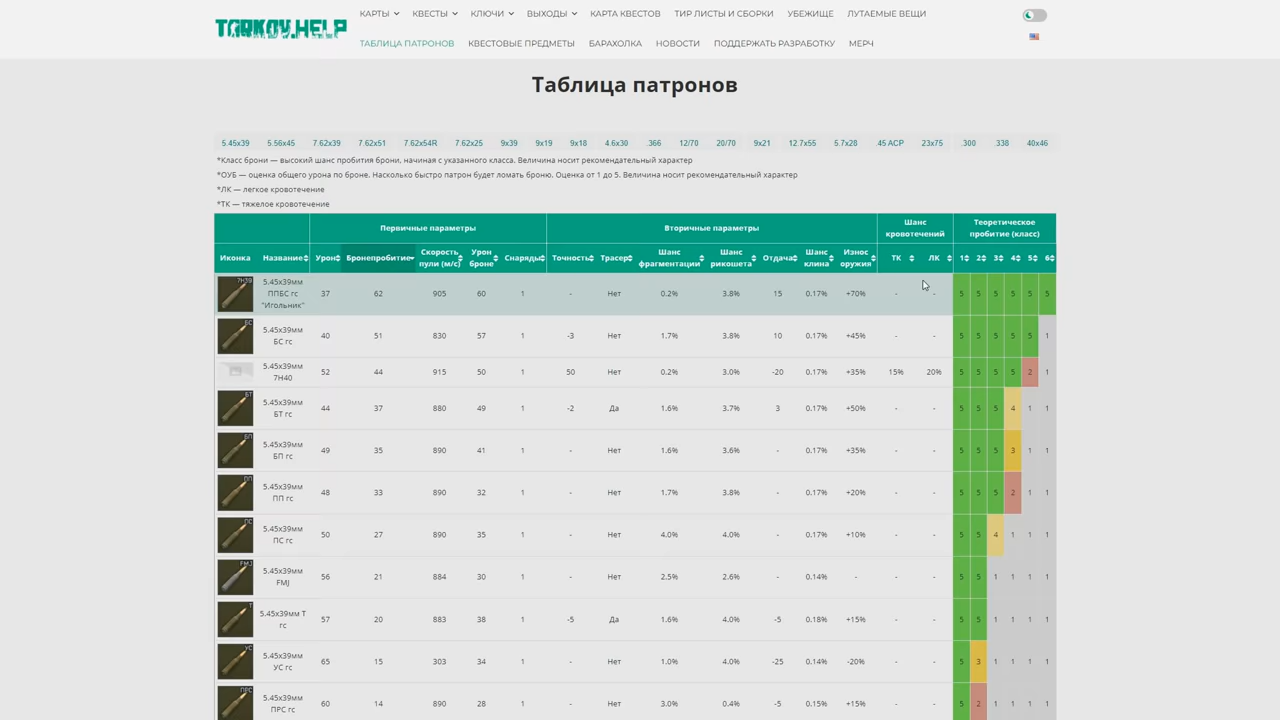 TARKOV.HELP
КАРТЫ КВЕСТЫ КЛЮЧИ ВЫХОДЫ КАРТА КВЕСТОВ ТИР ЛИСТЫ И СБОРКИ УБЕЖИЩЕ ЛУТАЕМЫЕ ВЕЩИ
ТАБЛИЦА ПАТРОНОВ КВЕСТОВЫЕ ПРЕДМЕТЫ БАРАХОЛКА НОВОСТИ ПОДДЕРЖАТЬ РАЗРАБОТКУ МЕРЧ
Таблица патронов
5.45x39 5.56x45 7.62x39 7.62x51 7.62x54R 7.62x25 9x39 9x19 9x18 4.6x30 .366 12/70 20/70 9x21 12.7x55 5.7x28 .45 ACP 23x75 .300 .338 40x46
*Класс брони — высокий шанс пробития брони, начиная с указанного класса. Величина носит рекомендательный характер
*ОУБ — оценка общего урона по броне. Насколько быстро патрон будет ломать броню. Оценка от 1 до 5. Величина носит рекомендательный характер
*ЛК — легкое кровотечение
*ТК — тяжелое кровотечение
Первичные параметры Вторичные параметры Шанс кровотечений Теоретическое пробитие (класс)
Иконка Название Урон Бронепробитие Скорость пули (м/с) Урон броне Снаряды Точность Трасер Шанс фрагментации Шанс рикошета Отдача Шанс клина Износ оружия ТК ЛК 1 2 3 4 5 6
7Н39 5.45x39мм ППБС гс "Игольник" 37 62 905 60 1 - Нет 0.2% 3.8% 15 0.17% +70% - - 5 5 5 5 5 5
БС 5.45x39мм БС гс 40 51 830 57 1 -3 Нет 1.7% 3.8% 10 0.17% +45% - - 5 5 5 5 5 1
5.45x39мм 7Н40 52 44 915 50 1 50 Нет 0.2% 3.0% -20 0.17% +35% 15% 20% 5 5 5 5 2 1
БТ 5.45x39мм БТ гс 44 37 880 49 1 -2 Да 1.6% 3.7% 3 0.17% +50% - - 5 5 5 4 1 1
БП 5.45x39мм БП гс 49 35 890 41 1 - Нет 1.6% 3.6% - 0.17% +35% - - 5 5 5 3 1 1
ПП 5.45x39мм ПП гс 48 33 890 32 1 - Нет 1.7% 3.8% - 0.17% +20% - - 5 5 5 2 1 1
ПС 5.45x39мм ПС гс 50 27 890 35 1 - Нет 4.0% 4.0% - 0.17% +10% - - 5 5 4 1 1 1
FMJ 5.45x39мм FMJ 56 21 884 30 1 - Нет 2.5% 2.6% - 0.14% - - - 5 5 1 1 1 1
Т 5.45x39мм Т гс 57 20 883 38 1 -5 Да 1.6% 4.0% -5 0.18% +15% - - 5 5 1 1 1 1
УС 5.45x39мм УС гс 65 15 303 34 1 - Нет 1.0% 4.0% -25 0.14% -20% - - 5 3 1 1 1 1
ПРС 5.45x39мм ПРС гс 60 14 890 28 1 - Нет 3.0% 0.4% -5 0.15% +15% - - 5 2 1 1 1 1